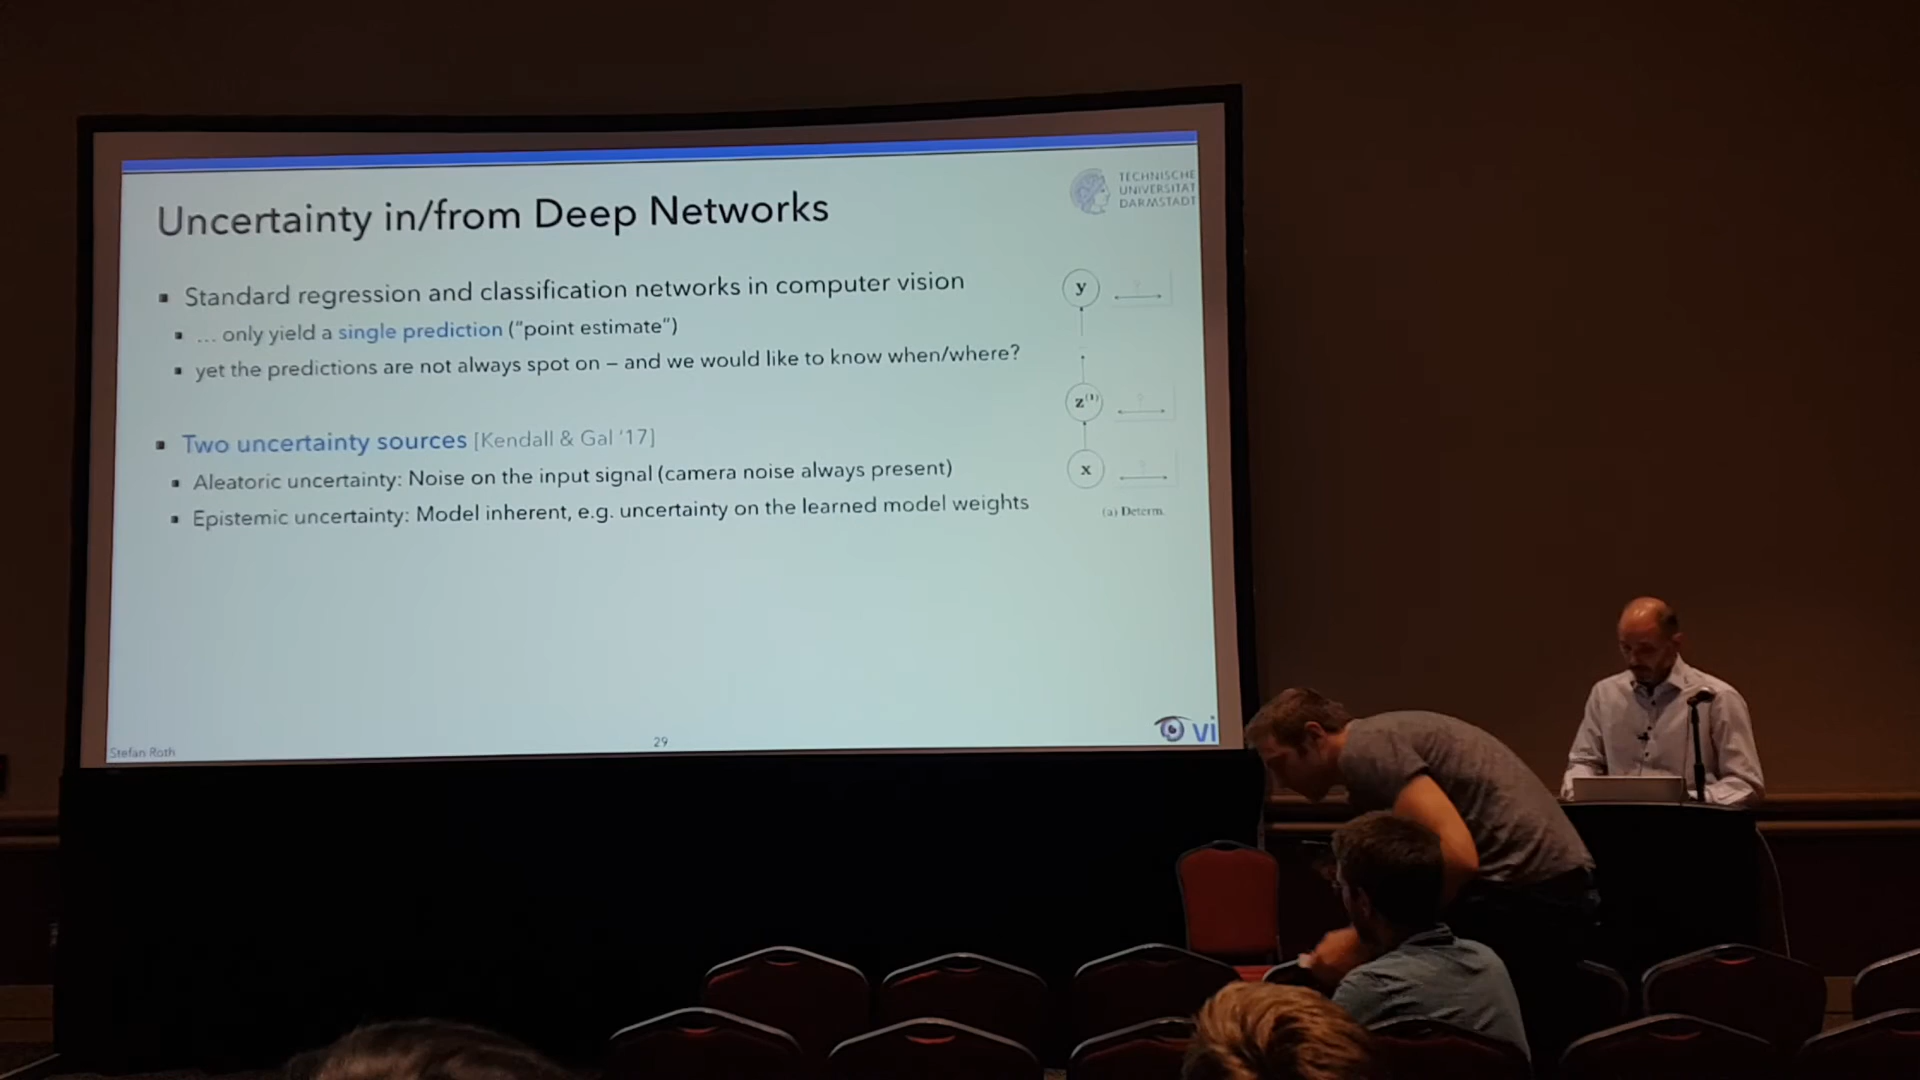 TECHNISCHE
UNIVERSITÄT
DARMSTADT
Uncertainty in/from Deep Networks
Standard regression and classification networks in computer vision
... only yield a single prediction ("point estimate")
yet the predictions are not always spot on – and we would like to know when/where?
Two uncertainty sources [Kendall & Gal '17]
Aleatoric uncertainty: Noise on the input signal (camera noise always present)
Epistemic uncertainty: Model inherent, e.g. uncertainty on the learned model weights
y
z(1)
x
(a) Determ.
Stefan Roth
29
vi